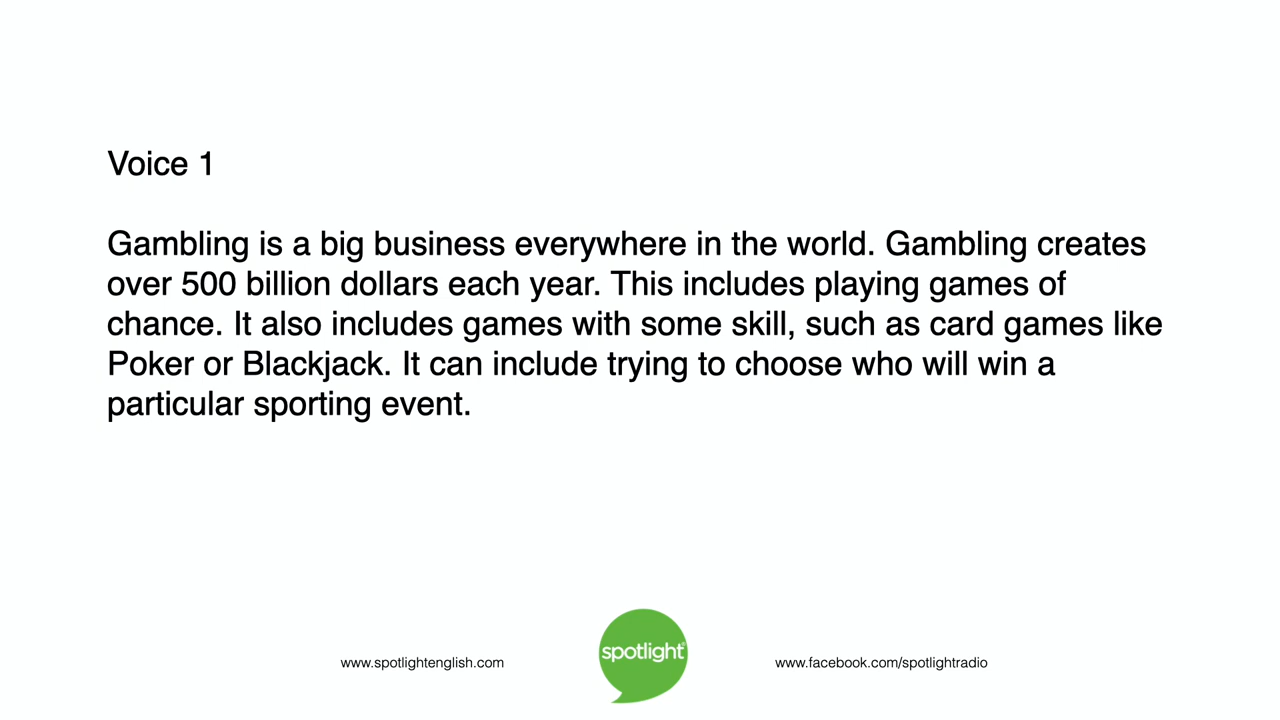 Voice 1
Gambling is a big business everywhere in the world. Gambling creates
over 500 billion dollars each year. This includes playing games of
chance. It also includes games with some skill, such as card games like
Poker or Blackjack. It can include trying to choose who will win a
particular sporting event.
www.spotlightenglish.com
spotlight®
www.facebook.com/spotlightradio